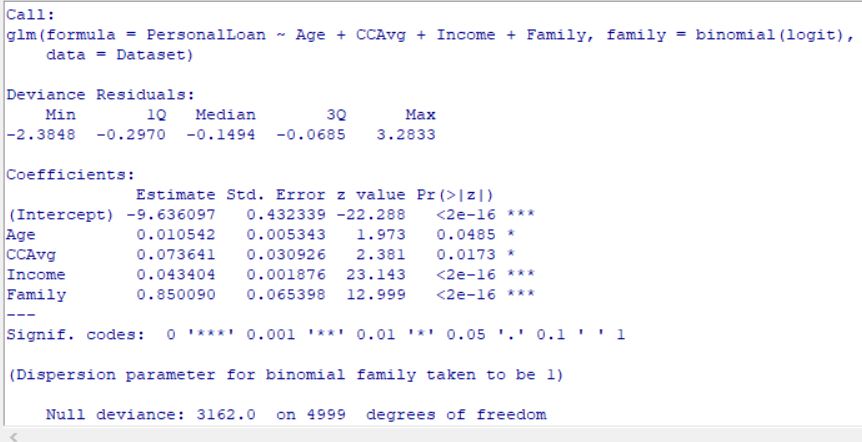 Call:
glm(formula = PersonalLoan ~ Age + CCAvg + Income + Family, family = binomial(logit),
    data = Dataset)

Deviance Residuals:
    Min       1Q   Median       3Q      Max
-2.3848  -0.2970  -0.1494  -0.0685   3.2833

Coefficients:
             Estimate Std. Error z value Pr(>|z|)
(Intercept) -9.636097   0.432339 -22.288   <2e-16 ***
Age          0.010542   0.005343   1.973   0.0485 *
CCAvg        0.073641   0.030926   2.381   0.0173 *
Income       0.043404   0.001876  23.143   <2e-16 ***
Family       0.850090   0.065398  12.999   <2e-16 ***
---
Signif. codes:  0 '***' 0.001 '**' 0.01 '*' 0.05 '.' 0.1 ' ' 1

(Dispersion parameter for binomial family taken to be 1)

    Null deviance: 3162.0  on 4999  degrees of freedom